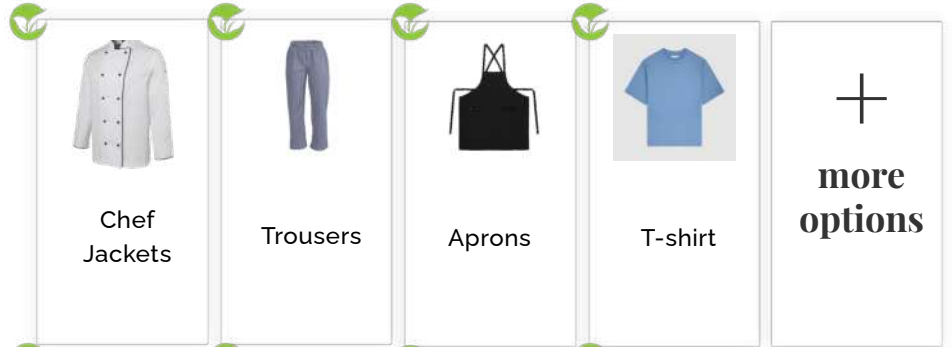 Chef
Jackets
Trousers
Aprons
T-shirt
+
more
options